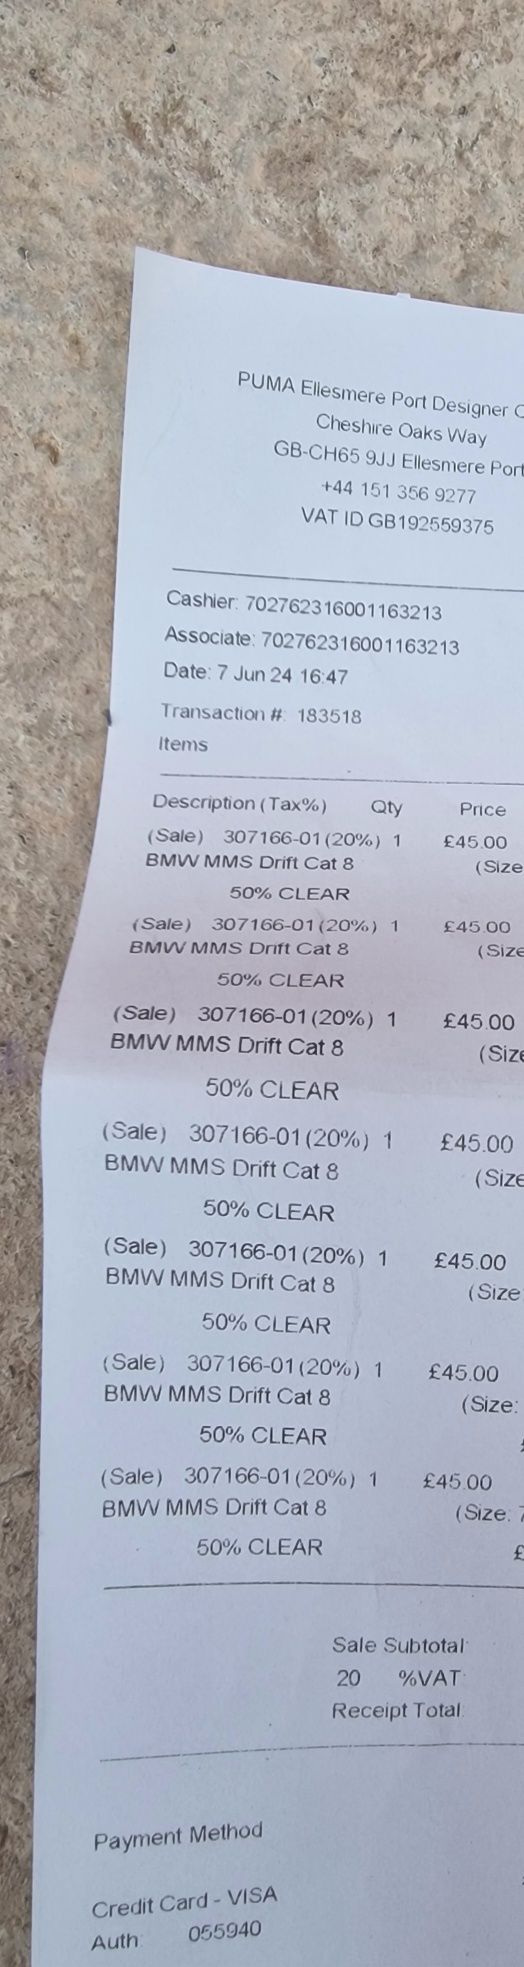 PUMA Ellesmere Port Designer
Cheshire Oaks Way
GB-CH65 9JJ Ellesmere Port
+44 151 356 9277
VAT ID GB192559375
Cashier: 702762316001163213
Associate: 702762316001163213
Date: 7 Jun 24 16:47
Transaction #: 183518
Items
Description (Tax%) Qty Price
(Sale) 307166-01 (20%) 1 £45.00
BMW MMS Drift Cat 8 (Size
50% CLEAR
(Sale) 307166-01 (20%) 1 £45.00
BMW MMS Drift Cat 8 (Size
50% CLEAR
(Sale) 307166-01 (20%) 1 £45.00
BMW MMS Drift Cat 8 (Size
50% CLEAR
(Sale) 307166-01 (20%) 1 £45.00
BMW MMS Drift Cat 8 (Size
50% CLEAR
(Sale) 307166-01 (20%) 1 £45.00
BMW MMS Drift Cat 8 (Size
50% CLEAR
(Sale) 307166-01 (20%) 1 £45.00
BMW MMS Drift Cat 8 (Size:
50% CLEAR
(Sale) 307166-01 (20%) 1 £45.00
BMW MMS Drift Cat 8 (Size: 7
50% CLEAR £
Sale Subtotal:
20 %VAT:
Receipt Total:
Payment Method
Credit Card - VISA
Auth: 055940